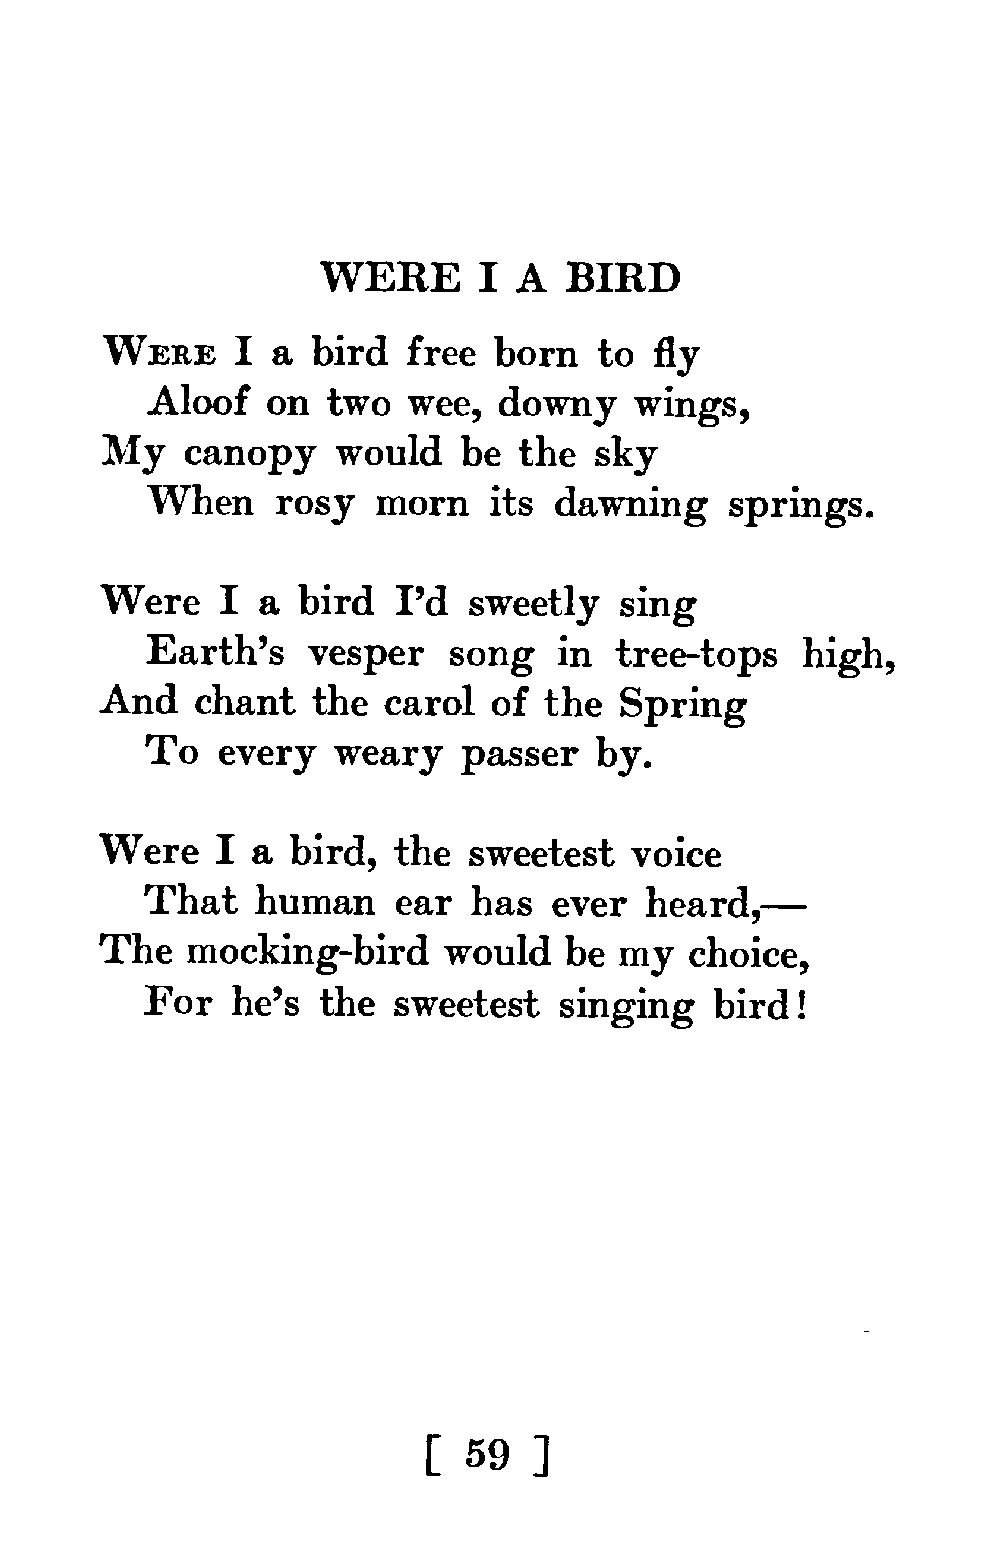 WERE I A BIRD
WERE I a bird free born to fly
Aloof on two wee, downy wings,
My canopy would be the sky
When rosy morn its dawning springs.
Were I a bird I'd sweetly sing
Earth's vesper song in tree-tops high,
And chant the carol of the Spring
To every weary passer by.
Were I a bird, the sweetest voice
That human ear has ever heard,—
The mocking-bird would be my choice,
For he's the sweetest singing bird!
[ 59 ]